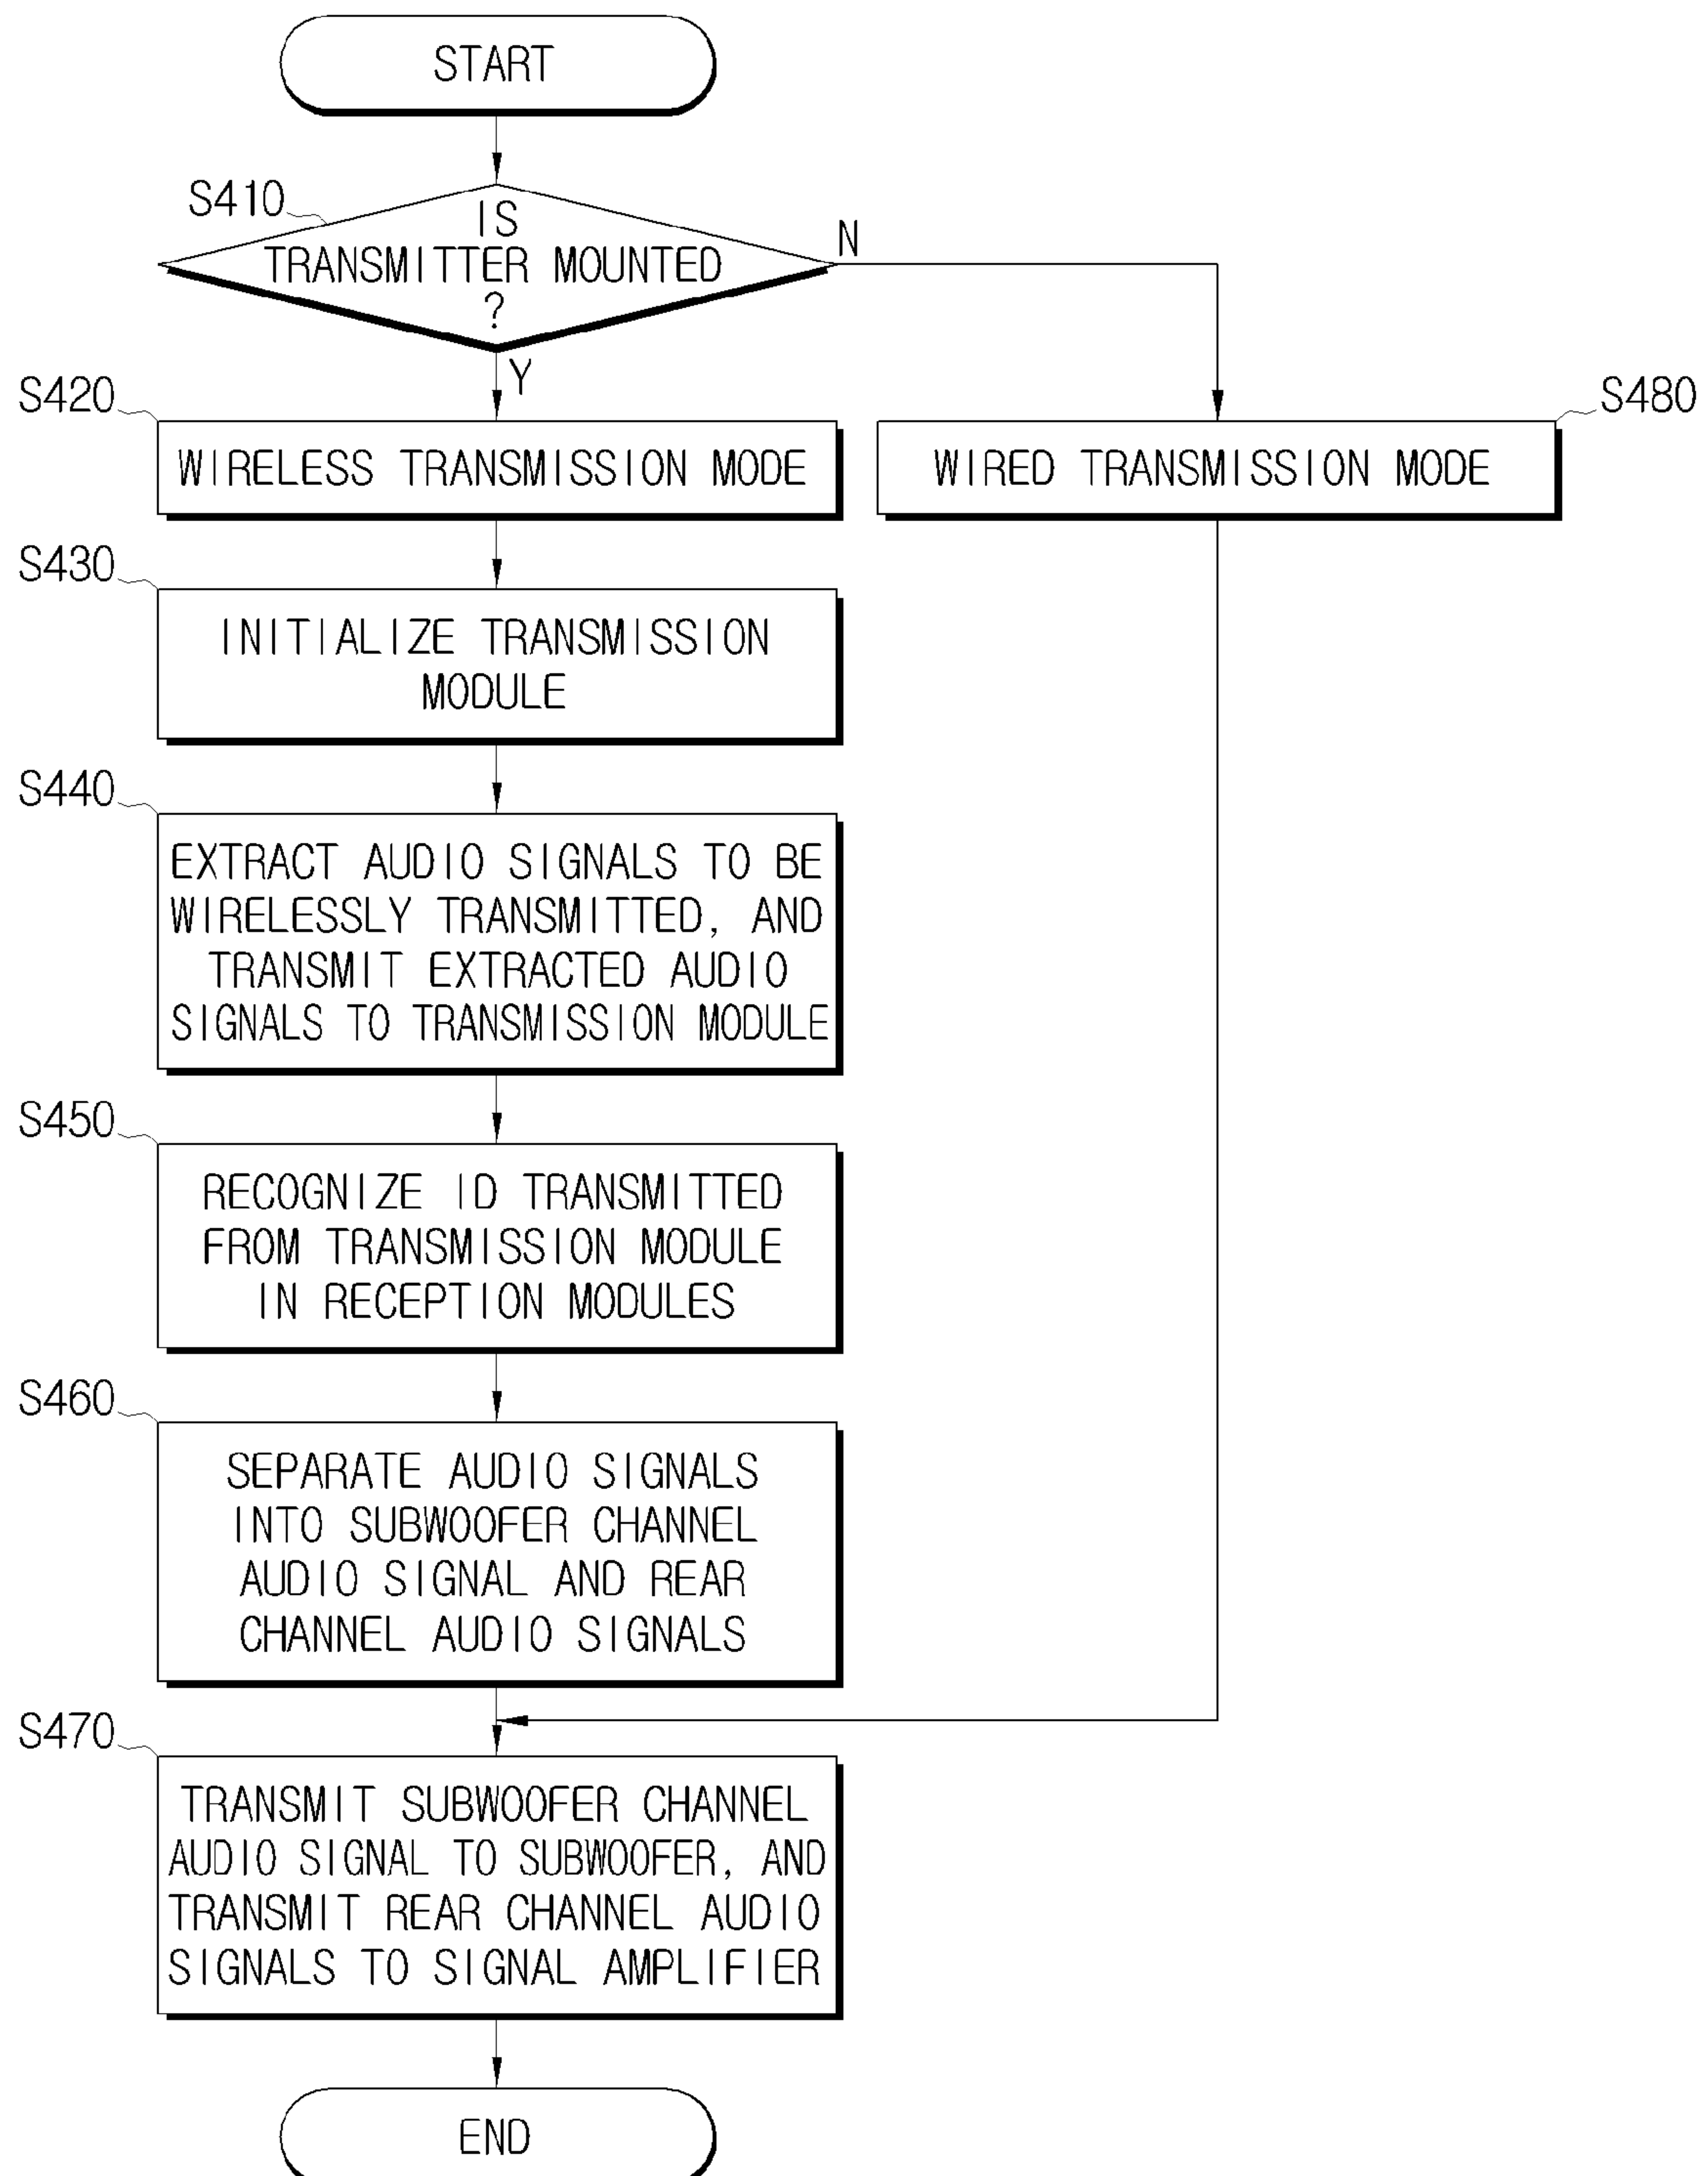 START
S410
IS
TRANSMITTER MOUNTED
?
N
Y
S420
WIRELESS TRANSMISSION MODE
S480
WIRED TRANSMISSION MODE
S430
INITIALIZE TRANSMISSION
MODULE
S440
EXTRACT AUDIO SIGNALS TO BE
WIRELESSLY TRANSMITTED, AND
TRANSMIT EXTRACTED AUDIO
SIGNALS TO TRANSMISSION MODULE
S450
RECOGNIZE ID TRANSMITTED
FROM TRANSMISSION MODULE
IN RECEPTION MODULES
S460
SEPARATE AUDIO SIGNALS
INTO SUBWOOFER CHANNEL
AUDIO SIGNAL AND REAR
CHANNEL AUDIO SIGNALS
S470
TRANSMIT SUBWOOFER CHANNEL
AUDIO SIGNAL TO SUBWOOFER, AND
TRANSMIT REAR CHANNEL AUDIO
SIGNALS TO SIGNAL AMPLIFIER
END